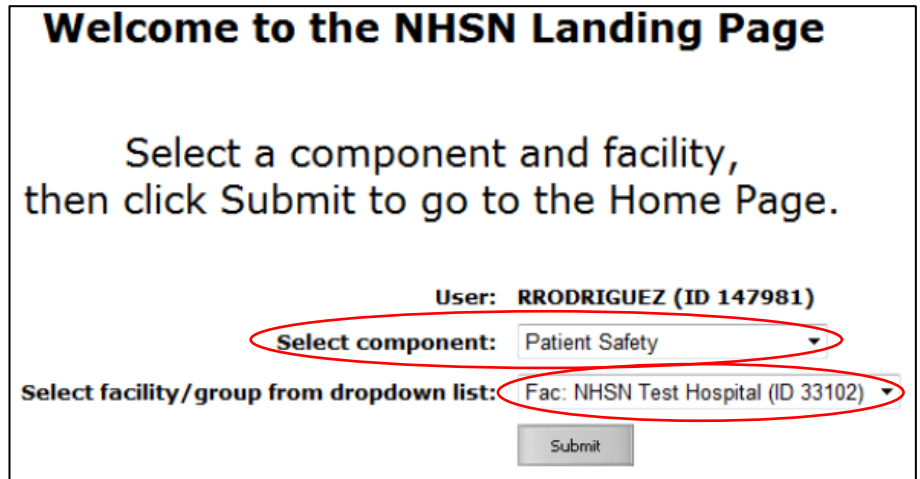 Welcome to the NHSN Landing Page
Select a component and facility,
then click Submit to go to the Home Page.
User: RRODRIGUEZ (ID 147981)
Select component: Patient Safety
Select facility/group from dropdown list: Fac: NHSN Test Hospital (ID 33102)
Submit